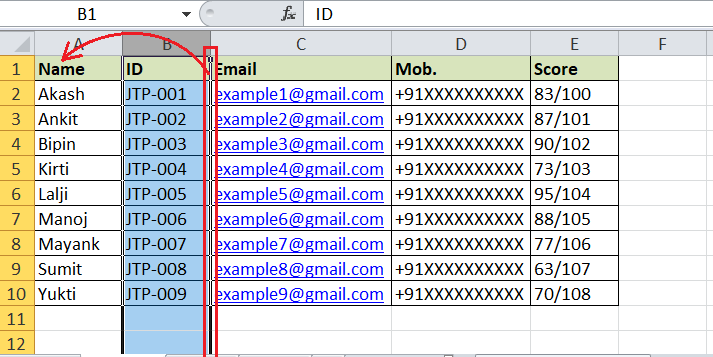 B1 fx ID
A B C D E F
1 Name ID Email Mob. Score
2 Akash JTP-001 example1@gmail.com +91XXXXXXXXXX 83/100
3 Ankit JTP-002 example2@gmail.com +91XXXXXXXXXX 87/101
4 Bipin JTP-003 example3@gmail.com +91XXXXXXXXXX 90/102
5 Kirti JTP-004 example4@gmail.com +91XXXXXXXXXX 73/103
6 Lalji JTP-005 example5@gmail.com +91XXXXXXXXXX 95/104
7 Manoj JTP-006 example6@gmail.com +91XXXXXXXXXX 88/105
8 Mayank JTP-007 example7@gmail.com +91XXXXXXXXXX 77/106
9 Sumit JTP-008 example8@gmail.com +91XXXXXXXXXX 63/107
10 Yukti JTP-009 example9@gmail.com +91XXXXXXXXXX 70/108
11
12